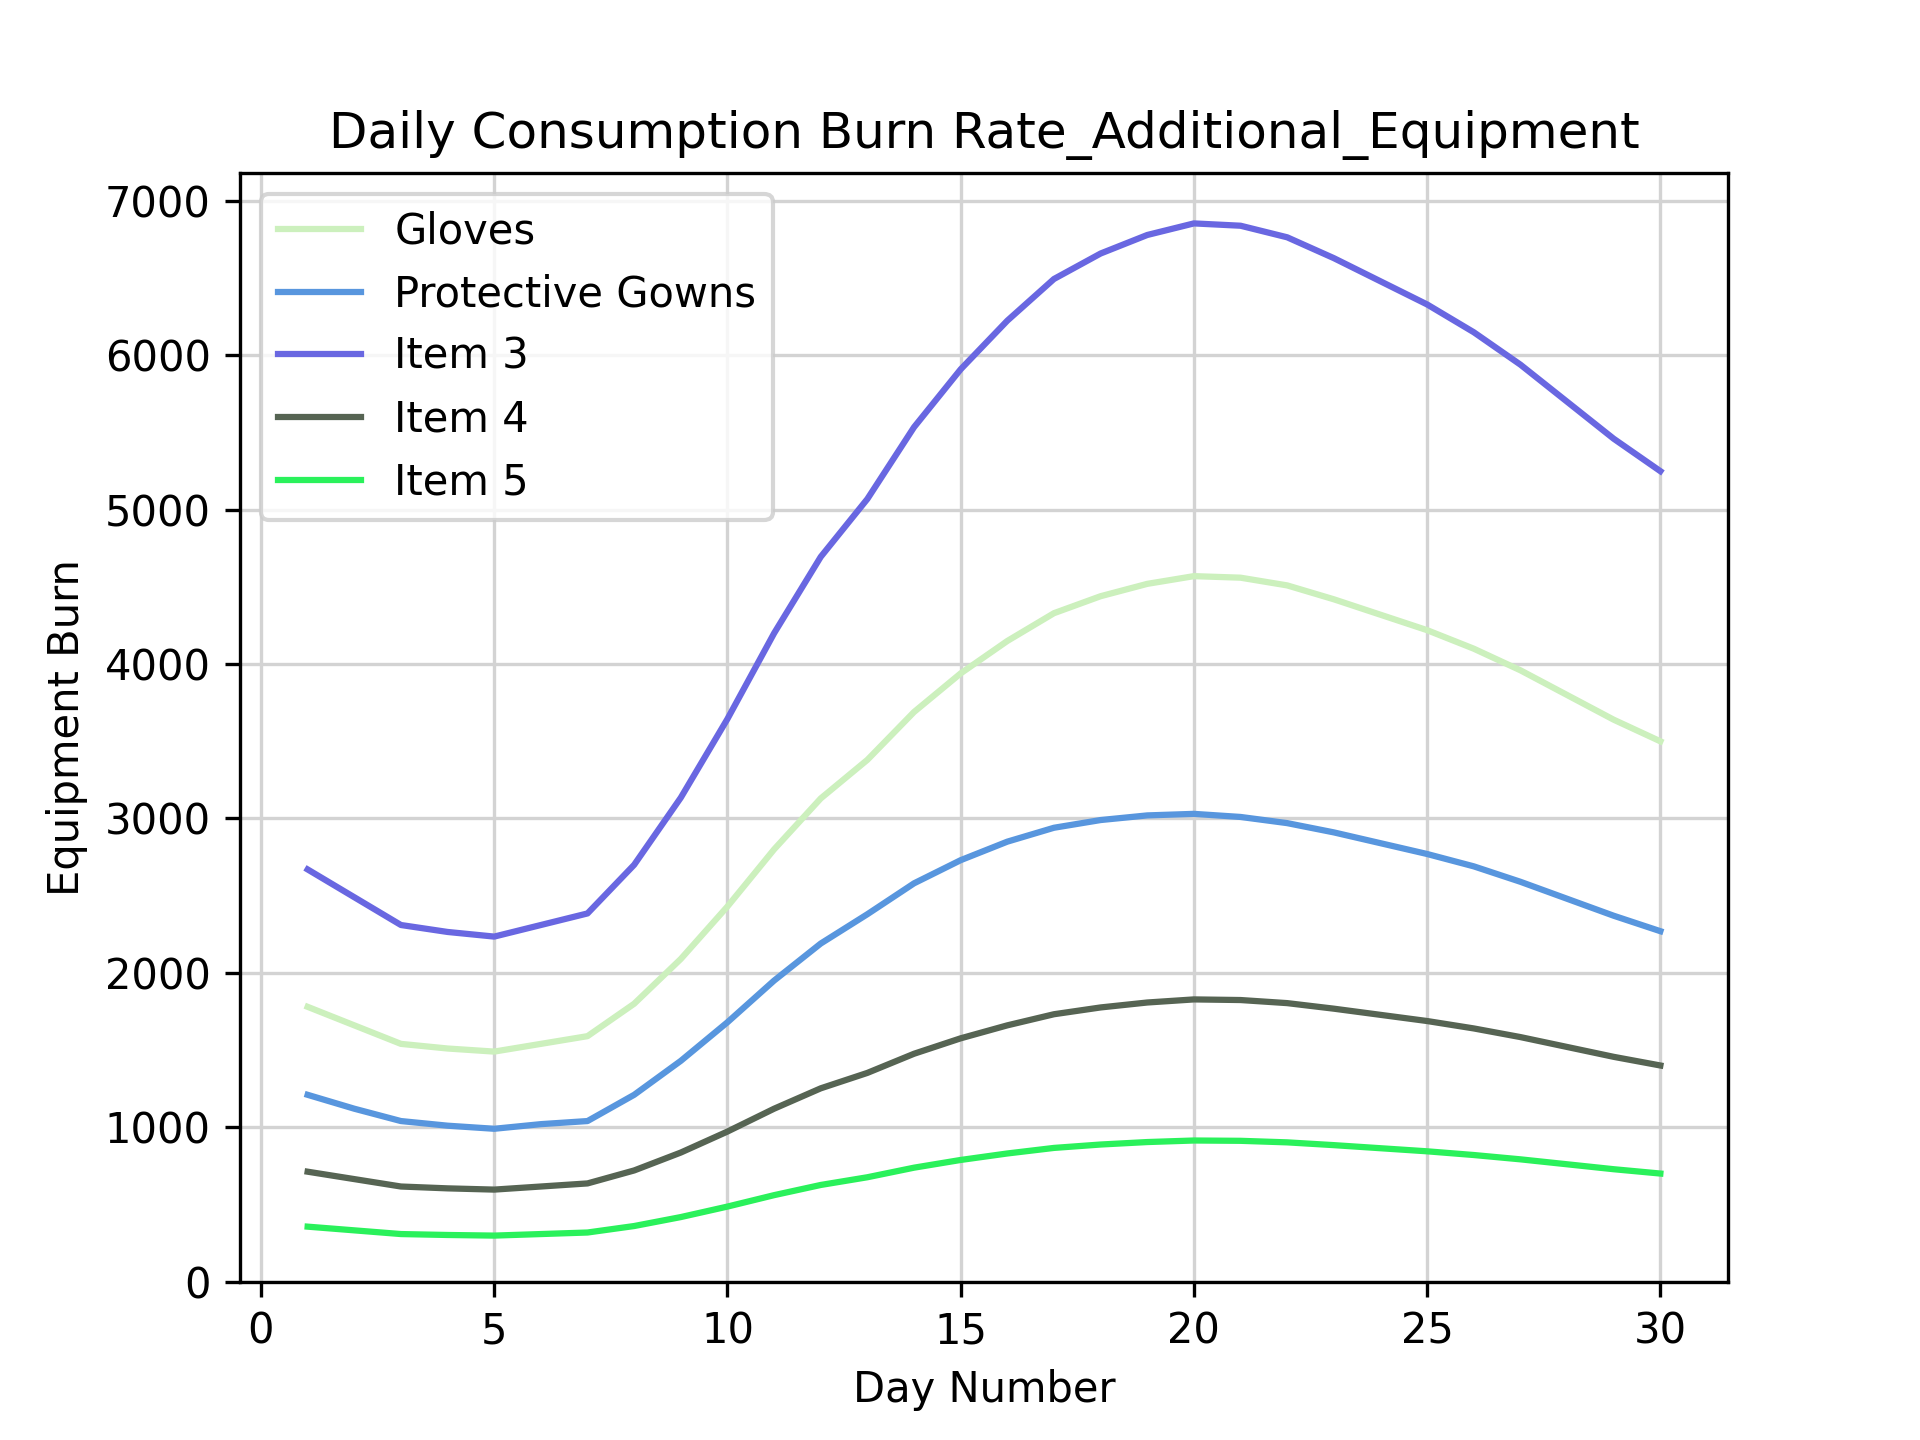 Daily Consumption Burn Rate_Additional_Equipment
7000
6000
5000
4000
3000
2000
1000
0
Equipment Burn
Gloves
Protective Gowns
Item 3
Item 4
Item 5
0 5 10 15 20 25 30
Day Number